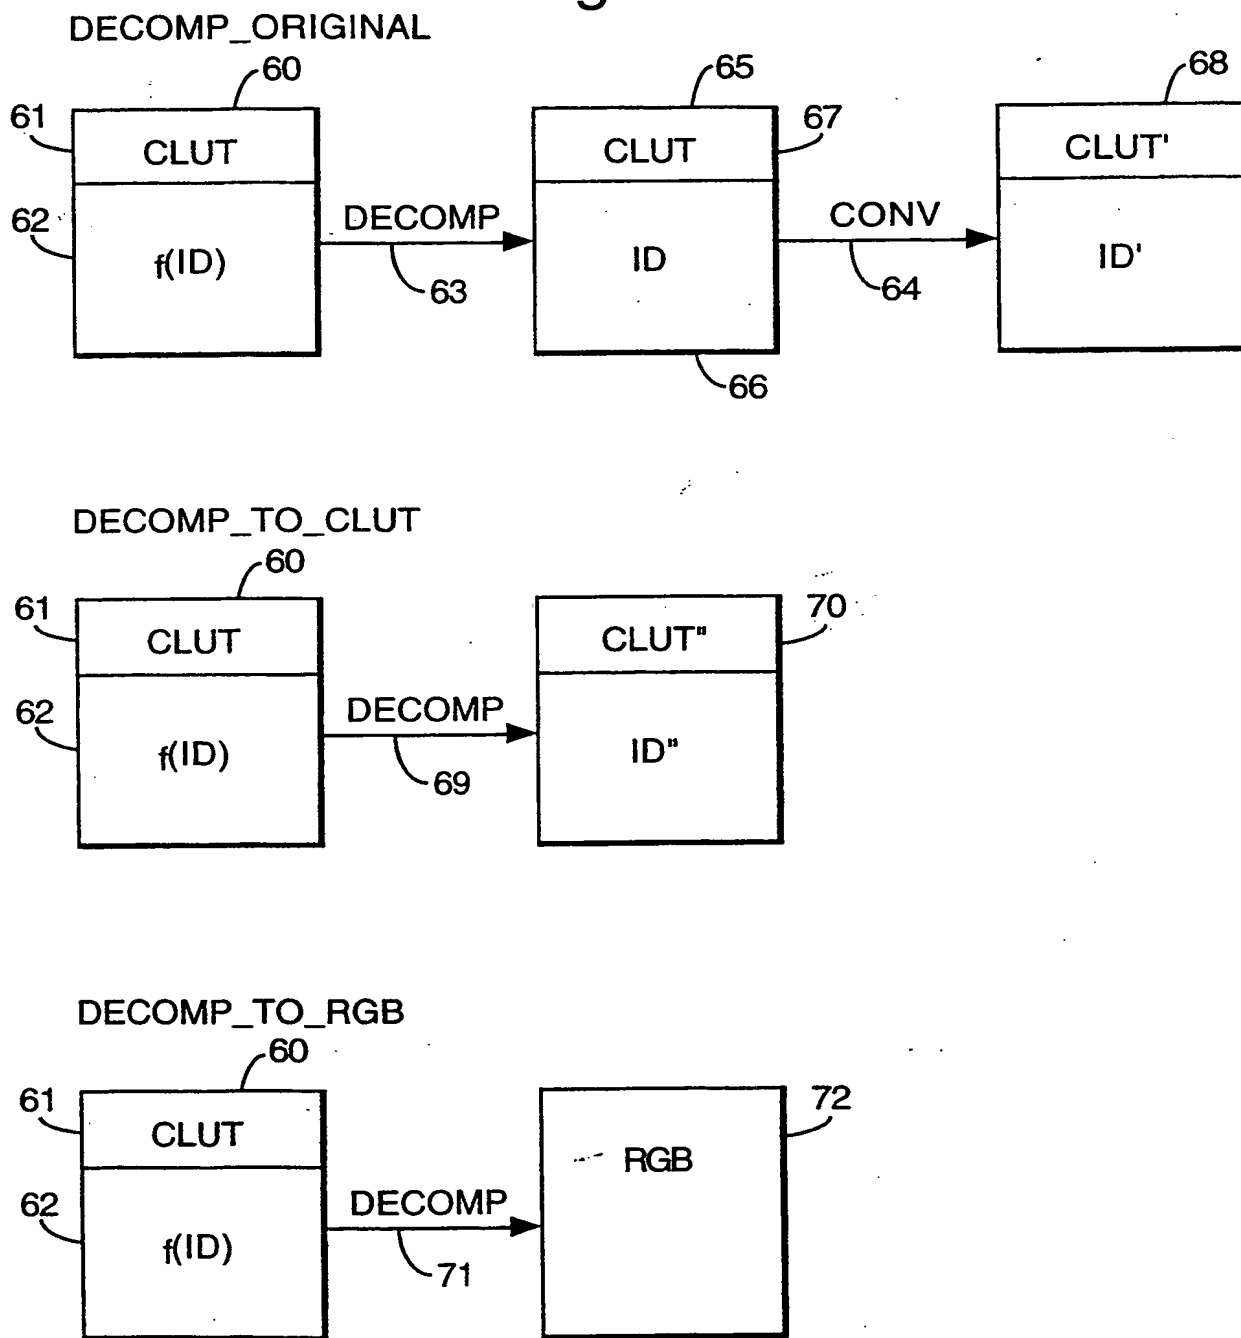 DECOMP_ORIGINAL
60 65 68
61 CLUT CLUT 67 CLUT'
62 f(ID) DECOMP ID CONV ID'
63 64
66
DECOMP_TO_CLUT
60
61 CLUT CLUT" 70
62 f(ID) DECOMP ID"
69
DECOMP_TO_RGB
60
61 CLUT RGB 72
62 f(ID) DECOMP
71